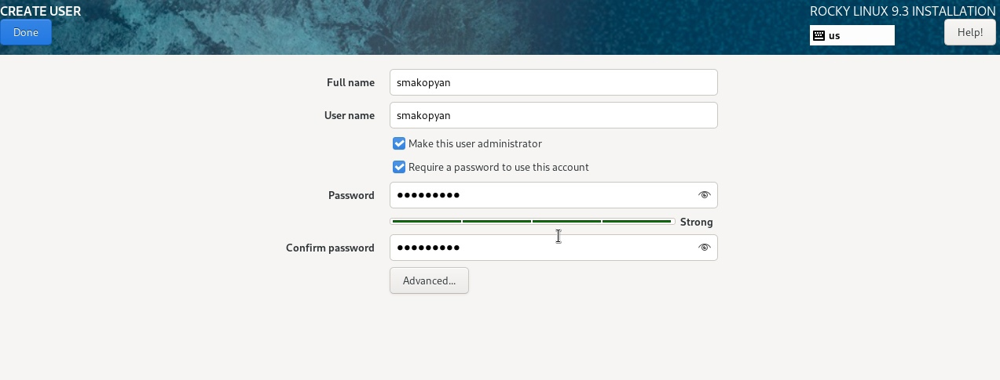 CREATE USER
ROCKY LINUX 9.3 INSTALLATION
Done
us
Help!
Full name
smakopyan
User name
smakopyan
Make this user administrator
Require a password to use this account
Password
●●●●●●●●●
Strong
Confirm password
●●●●●●●●●
Advanced...